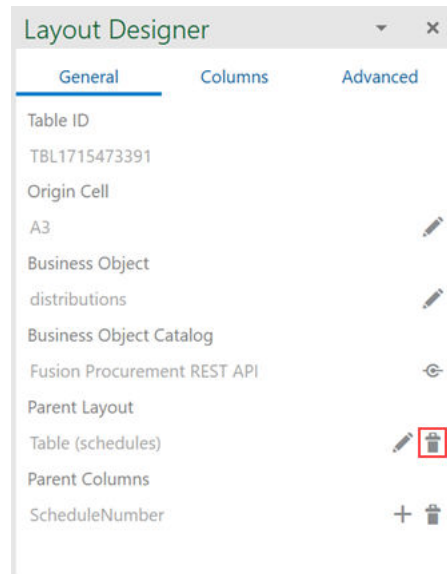 Layout Designer
General Columns Advanced
Table ID
TBL1715473391
Origin Cell
A3
Business Object
distributions
Business Object Catalog
Fusion Procurement REST API
Parent Layout
Table (schedules)
Parent Columns
ScheduleNumber